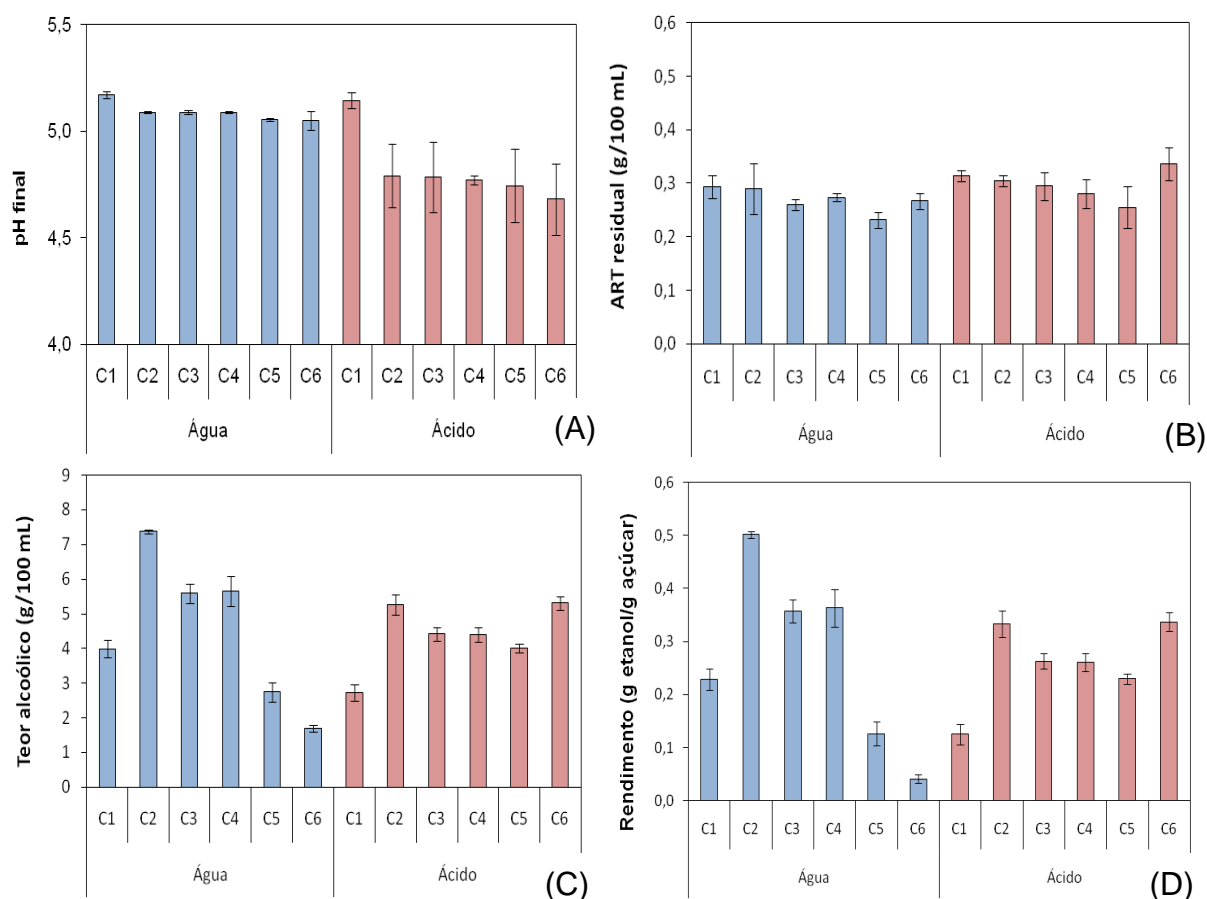 pH final
5,5
5,0
4,5
4,0
C1 C2 C3 C4 C5 C6 C1 C2 C3 C4 C5 C6
Água Ácido
(A)
ART residual (g/100 mL)
0,6
0,5
0,4
0,3
0,2
0,1
0,0
C1 C2 C3 C4 C5 C6 C1 C2 C3 C4 C5 C6
Água Ácido
(B)
Teor alcoólico (g/100 mL)
9
8
7
6
5
4
3
2
1
0
C1 C2 C3 C4 C5 C6 C1 C2 C3 C4 C5 C6
Água Ácido
(C)
Rendimento (g etanol/g açúcar)
0,6
0,5
0,4
0,3
0,2
0,1
0,0
C1 C2 C3 C4 C5 C6 C1 C2 C3 C4 C5 C6
Água Ácido
(D)